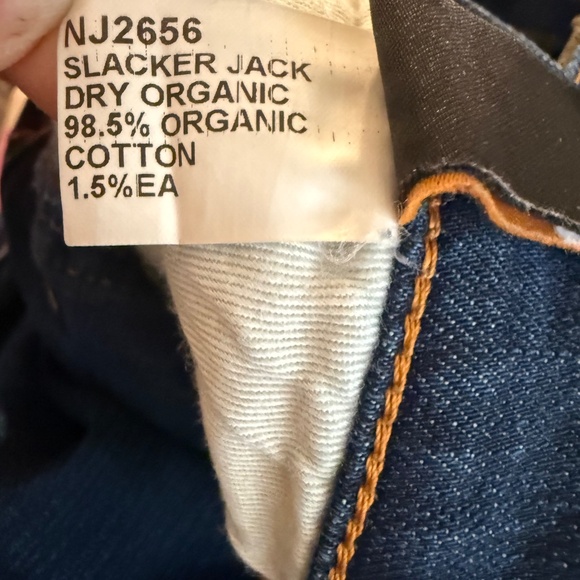 NJ2656
SLACKER JACK
DRY ORGANIC
98.5% ORGANIC
COTTON
1.5%EA